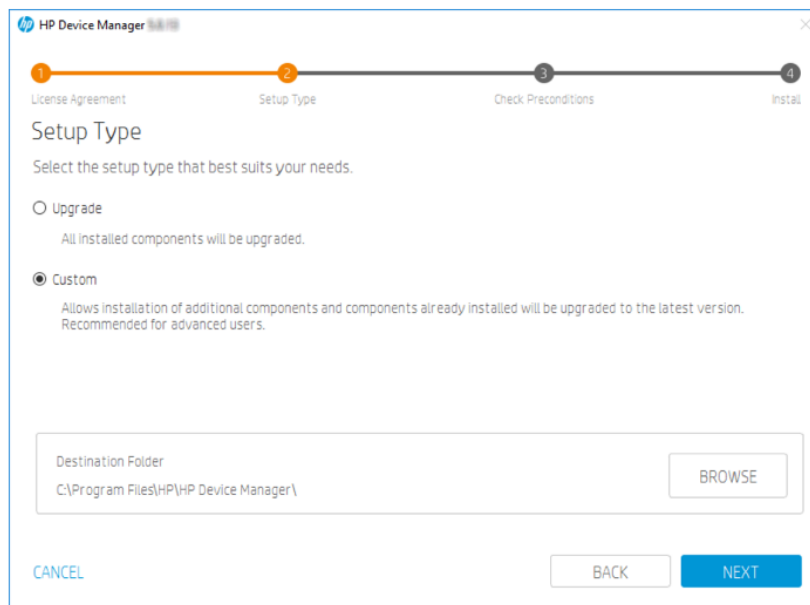 hp HP Device Manager
1 2 3 4
License Agreement Setup Type Check Preconditions Install
Setup Type
Select the setup type that best suits your needs.
Upgrade
All installed components will be upgraded.
Custom
Allows installation of additional components and components already installed will be upgraded to the latest version.
Recommended for advanced users.
Destination Folder
C:\Program Files\HP\HP Device Manager\
BROWSE
CANCEL BACK NEXT